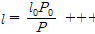 l = l₀P₀ / P +++